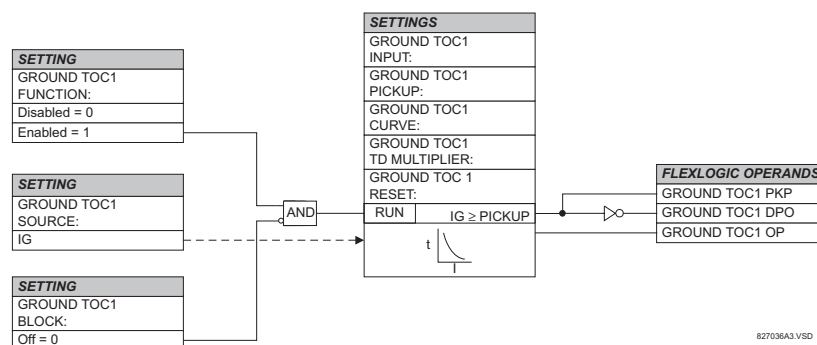 SETTING
GROUND TOC1
FUNCTION:
Disabled = 0
Enabled = 1
SETTING
GROUND TOC1
SOURCE:
IG
SETTING
GROUND TOC1
BLOCK:
Off = 0
AND
SETTINGS
GROUND TOC1
INPUT:
GROUND TOC1
PICKUP:
GROUND TOC1
CURVE:
GROUND TOC1
TD MULTIPLIER:
GROUND TOC 1
RESET:
RUN IG ≥ PICKUP
t
I
FLEXLOGIC OPERANDS
GROUND TOC1 PKP
GROUND TOC1 DPO
GROUND TOC1 OP
827036A3.VSD